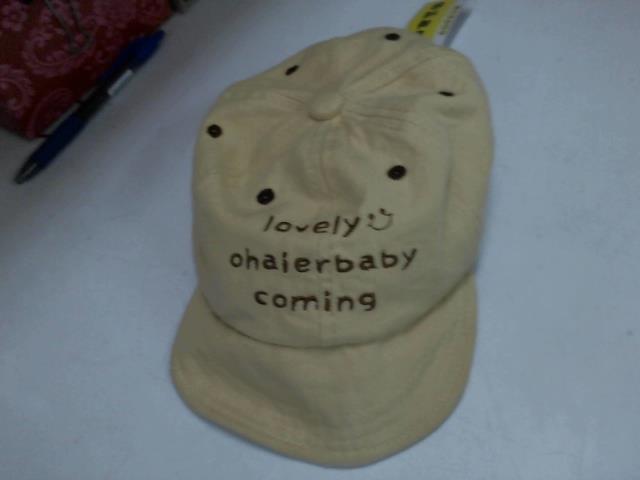 lovely :)
ohaierbaby
coming